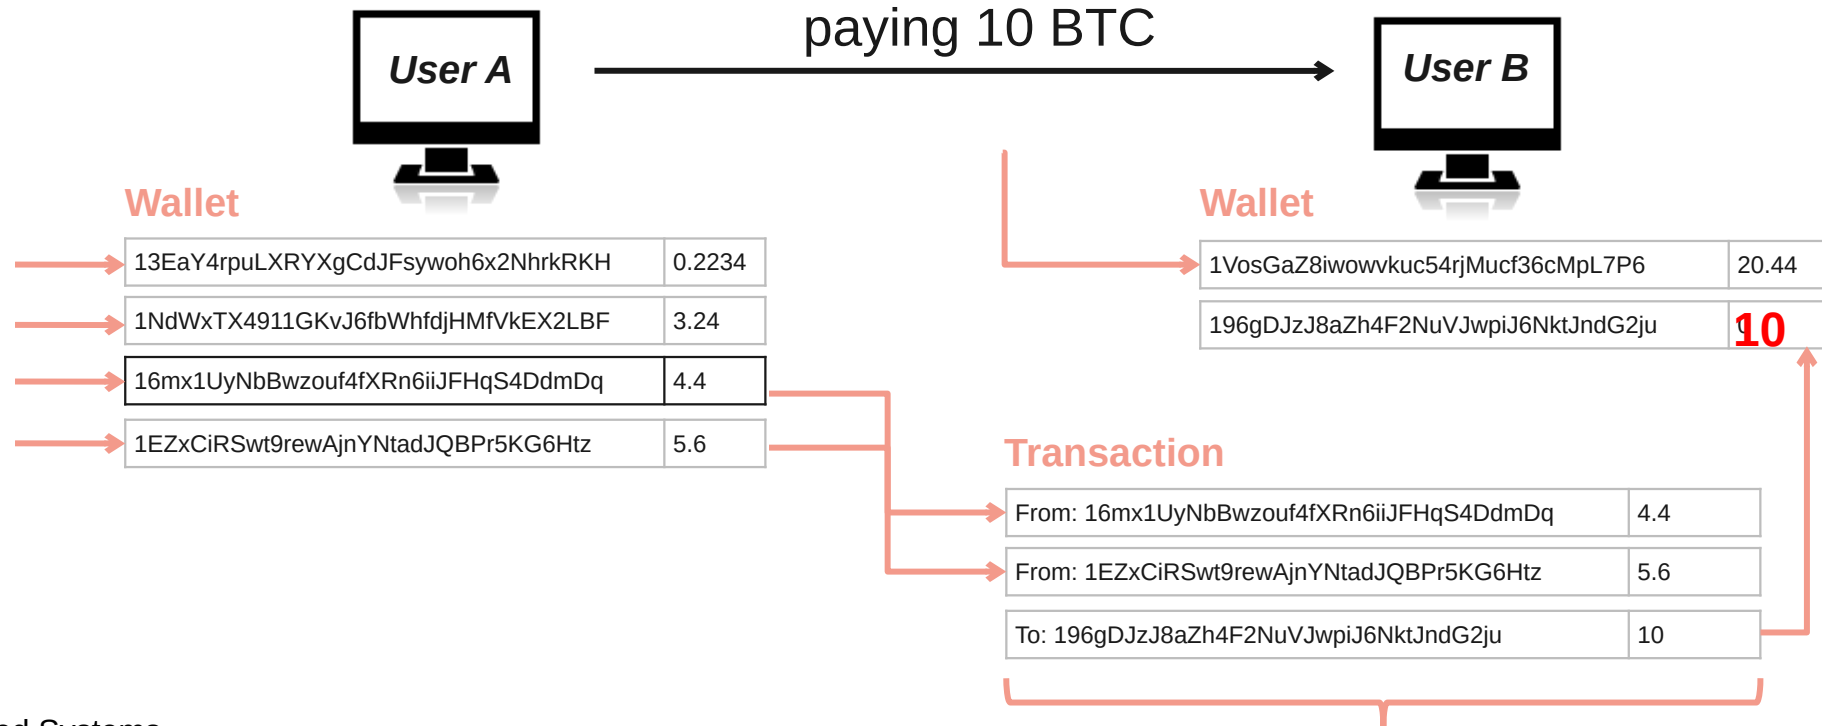 paying 10 BTC
User A
User B
Wallet
13EaY4rpuLXRYXgCdJFsywoh6x2NhrkRKH 0.2234
1NdWxTX4911GKvJ6fbWhfdjHMfVkEX2LBF 3.24
16mx1UyNbBwzouf4fXRn6iiJFHqS4DdmDq 4.4
1EZxCiRSwt9rewAjnYNtadJQBPr5KG6Htz 5.6
Wallet
1VosGaZ8iwowvkuc54rjMucf36cMpL7P6 20.44
196gDJzJ8aZh4F2NuVJwpiJ6NktJndG2ju 10
Transaction
From: 16mx1UyNbBwzouf4fXRn6iiJFHqS4DdmDq 4.4
From: 1EZxCiRSwt9rewAjnYNtadJQBPr5KG6Htz 5.6
To: 196gDJzJ8aZh4F2NuVJwpiJ6NktJndG2ju 10